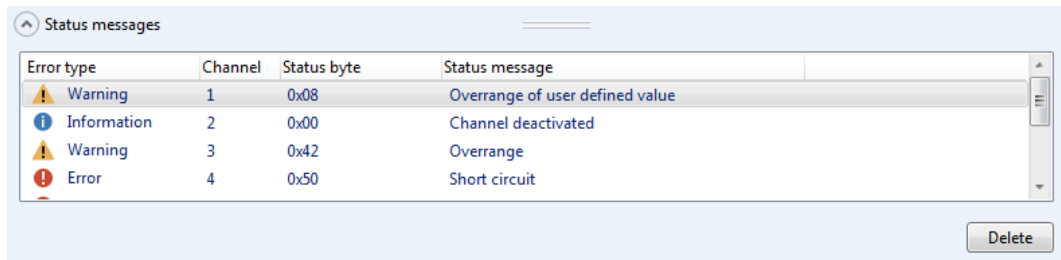 Status messages
Error type Channel Status byte Status message
Warning 1 0x08 Overrange of user defined value
Information 2 0x00 Channel deactivated
Warning 3 0x42 Overrange
Error 4 0x50 Short circuit
Delete